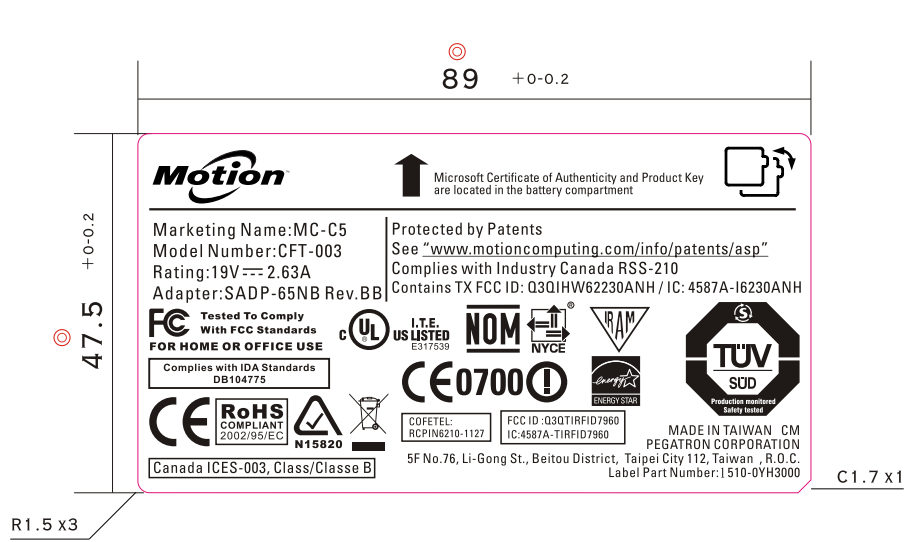 89 +0-0.2
47.5 +0-0.2
Motion™
Microsoft Certificate of Authenticity and Product Key
are located in the battery compartment
Marketing Name:MC-C5
Model Number:CFT-003
Rating:19V 2.63A
Adapter:SADP-65NB Rev.BB
Protected by Patents
See “www.motioncomputing.com/info/patents/asp”
Complies with Industry Canada RSS-210
Contains TX FCC ID: Q3QIHW62230ANH / IC: 4587A-I6230ANH
FC Tested To Comply
With FCC Standards
FOR HOME OR OFFICE USE
C UL® US I.T.E.
LISTED
E317539
NOM
®
NYCE
IRAM
S
TÜV
SÜD
Production monitored
Safety tested
Complies with IDA Standards
DB104775
CE0700
energy
ENERGY STAR
CE
RoHS
COMPLIANT
2002/95/EC
N15820
COFETEL:
RCPIN6210-1127
FCC ID :Q3QTIRFID7960
IC:4587A-TIRFID7960
MADE IN TAIWAN CM
PEGATRON CORPORATION
5F No.76, Li-Gong St., Beitou District, Taipei City 112, Taiwan , R.O.C.
Label Part Number:1510-0YH3000
Canada ICES-003, Class/Classe B
C1.7 x1
R1.5 x3